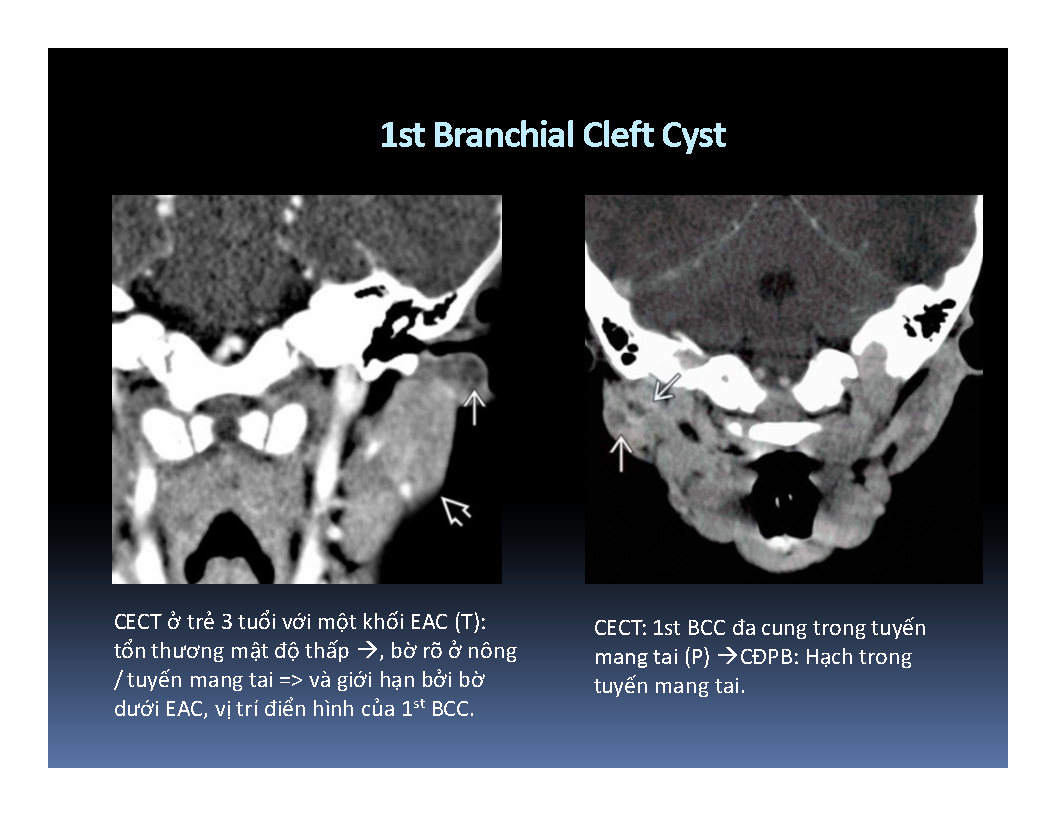 1st Branchial Cleft Cyst
CECT ở trẻ 3 tuổi với một khối EAC (T):
tổn thương mật độ thấp →, bờ rõ ở nông
/ tuyến mang tai => và giới hạn bởi bờ
dưới EAC, vị trí điển hình của 1st BCC.
CECT: 1st BCC đa cung trong tuyến
mang tai (P) →CĐPB: Hạch trong
tuyến mang tai.